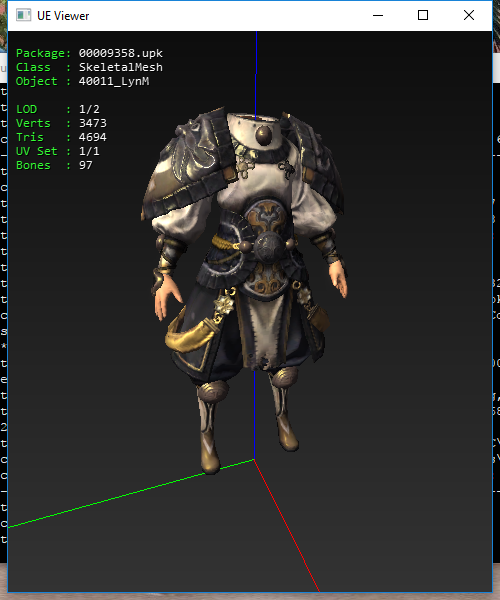 UE Viewer
Package: 00009358.upk
Class  : SkeletalMesh
Object : 40011_LynM
LOD    : 1/2
Verts  : 3473
Tris   : 4694
UV Set : 1/1
Bones  : 97